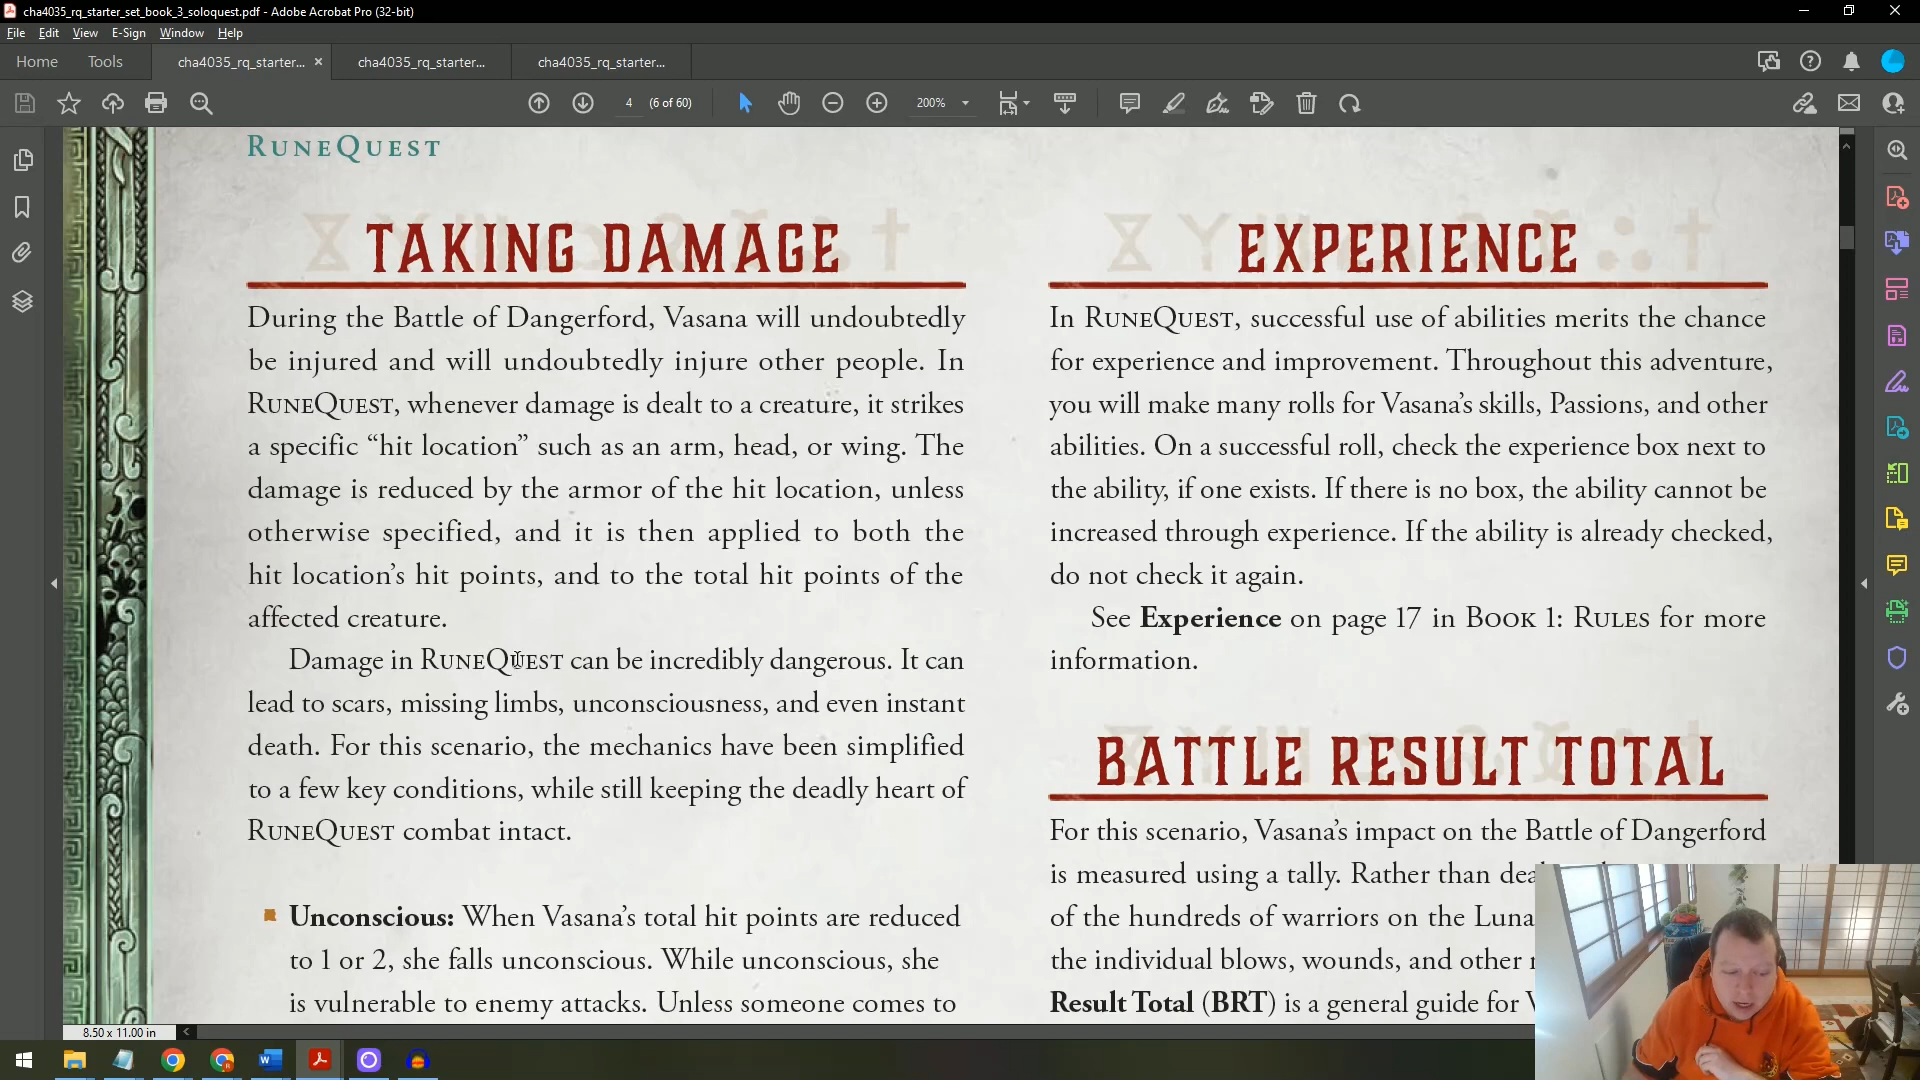 cha4035_rq_starter_set_book_3_soloquest.pdf - Adobe Acrobat Pro (32-bit)
File Edit View E-Sign Window Help
Home Tools cha4035_rq_starter... × cha4035_rq_starter... cha4035_rq_starter...
4 (6 of 60) 200%
RUNEQUEST
TAKING DAMAGE
During the Battle of Dangerford, Vasana will undoubtedly
be injured and will undoubtedly injure other people. In
RUNEQUEST, whenever damage is dealt to a creature, it strikes
a specific “hit location” such as an arm, head, or wing. The
damage is reduced by the armor of the hit location, unless
otherwise specified, and it is then applied to both the
hit location’s hit points, and to the total hit points of the
affected creature.
Damage in RUNEQUEST can be incredibly dangerous. It can
lead to scars, missing limbs, unconsciousness, and even instant
death. For this scenario, the mechanics have been simplified
to a few key conditions, while still keeping the deadly heart of
RUNEQUEST combat intact.
Unconscious: When Vasana’s total hit points are reduced
to 1 or 2, she falls unconscious. While unconscious, she
is vulnerable to enemy attacks. Unless someone comes to
EXPERIENCE
In RUNEQUEST, successful use of abilities merits the chance
for experience and improvement. Throughout this adventure,
you will make many rolls for Vasana’s skills, Passions, and other
abilities. On a successful roll, check the experience box next to
the ability, if one exists. If there is no box, the ability cannot be
increased through experience. If the ability is already checked,
do not check it again.
See Experience on page 17 in BOOK 1: RULES for more
information.
BATTLE RESULT TOTAL
For this scenario, Vasana’s impact on the Battle of Dangerford
is measured using a tally. Rather than
of the hundreds of warriors on the
the individual blows, wounds, and other
Result Total (BRT) is a general guide for
8.50 x 11.00 in